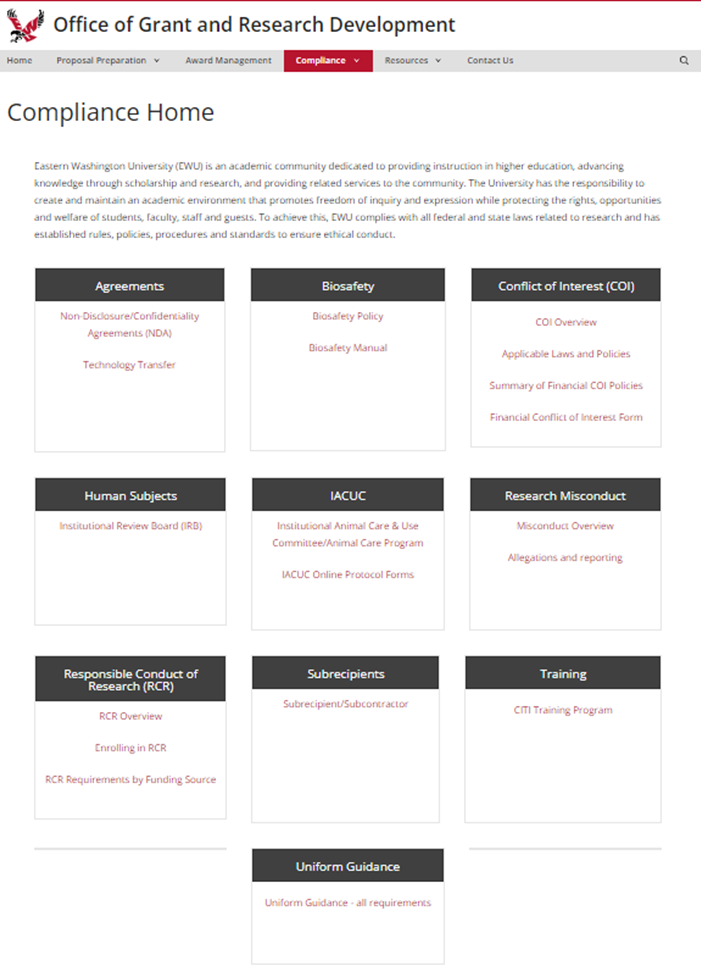 Office of Grant and Research Development
Home Proposal Preparation Award Management Compliance Resources Contact Us
Compliance Home
Eastern Washington University (EWU) is an academic community dedicated to providing instruction in higher education, advancing
knowledge through scholarship and research, and providing related services to the community. The University has the responsibility to
create and maintain an academic environment that promotes freedom of inquiry and expression while protecting the rights, opportunities
and welfare of students, faculty, staff and guests. To achieve this, EWU complies with all federal and state laws related to research and has
established rules, policies, procedures and standards to ensure ethical conduct.
Agreements
Non-Disclosure/Confidentiality
Agreements (NDA)
Technology Transfer
Biosafety
Biosafety Policy
Biosafety Manual
Conflict of Interest (COI)
COI Overview
Applicable Laws and Policies
Summary of Financial COI Policies
Financial Conflict of Interest Form
Human Subjects
Institutional Review Board (IRB)
IACUC
Institutional Animal Care & Use
Committee/Animal Care Program
IACUC Online Protocol Forms
Research Misconduct
Misconduct Overview
Allegations and reporting
Responsible Conduct of
Research (RCR)
RCR Overview
Enrolling in RCR
RCR Requirements by Funding Source
Subrecipients
Subrecipient/Subcontractor
Training
CITI Training Program
Uniform Guidance
Uniform Guidance - all requirements